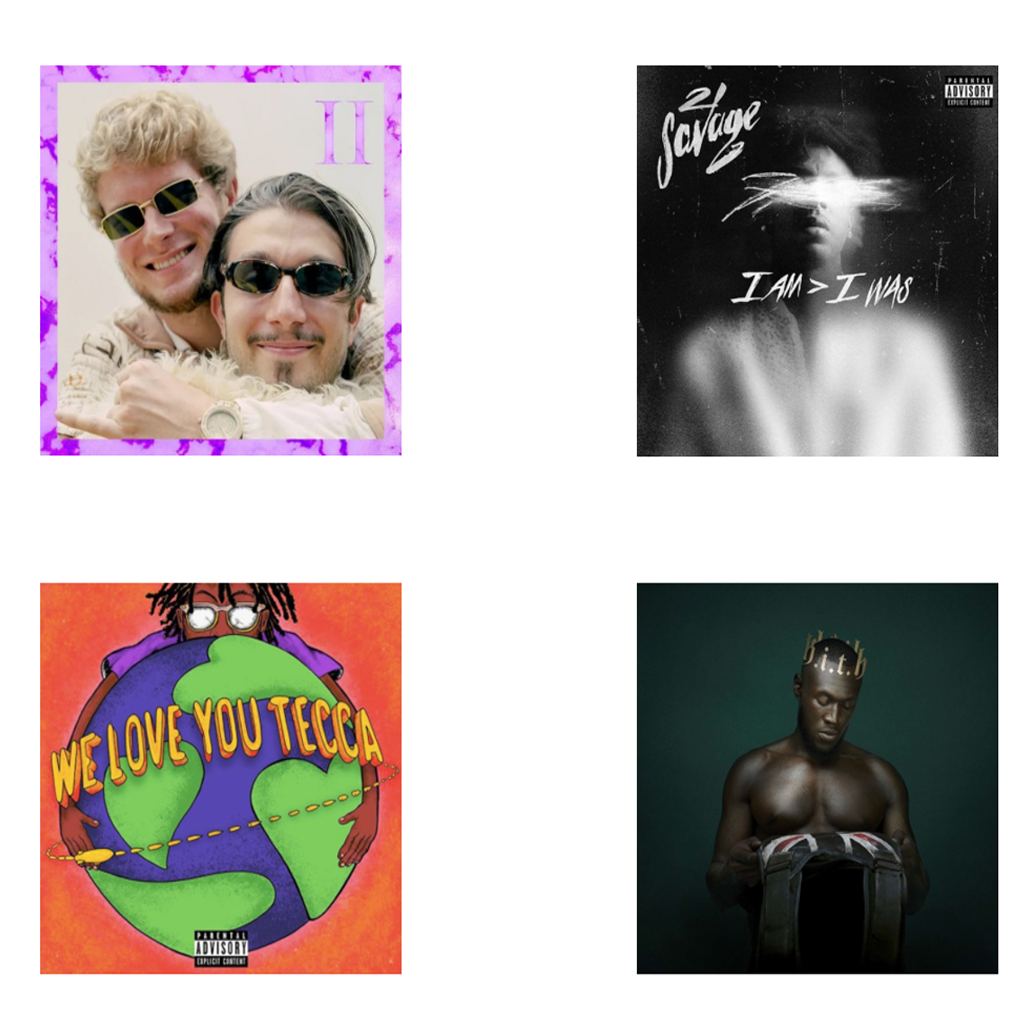 II
21
Savage
PARENTAL
ADVISORY
EXPLICIT CONTENT
I AM > I WAS
WE LOVE YOU TECCA
PARENTAL
ADVISORY
EXPLICIT CONTENT
h.i.t.h